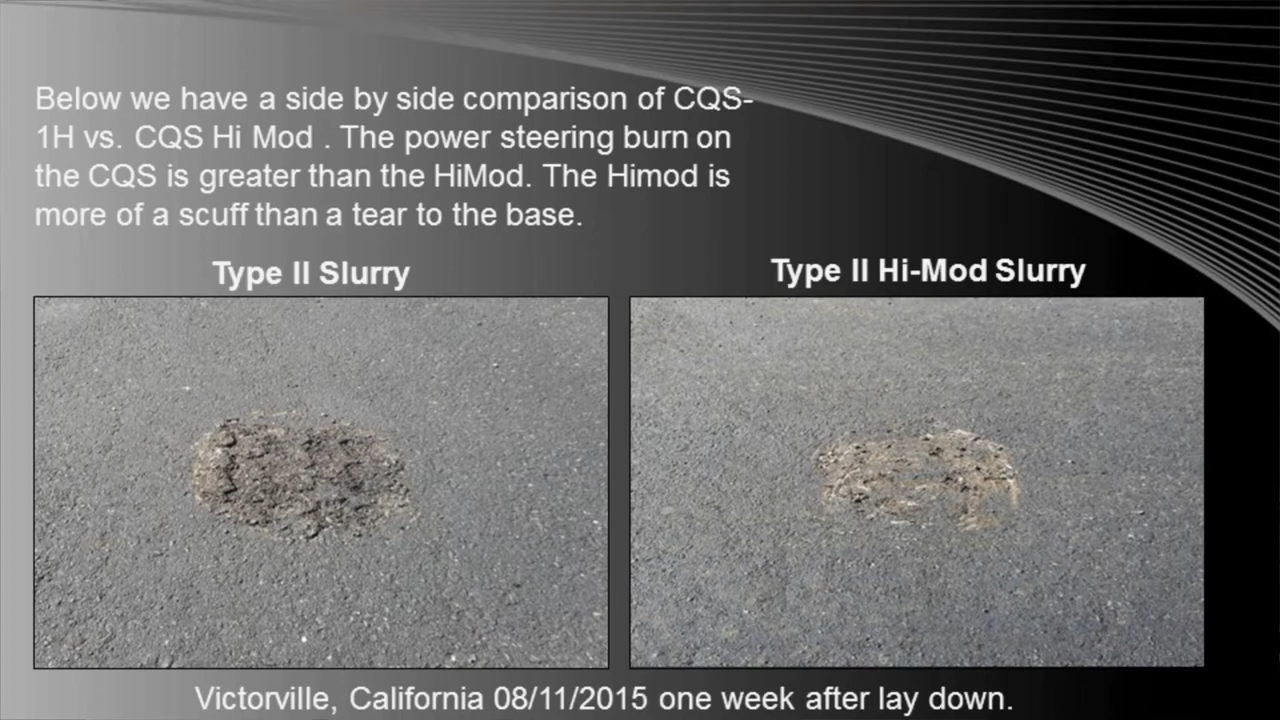 Below we have a side by side comparison of CQS-
1H vs. CQS Hi Mod . The power steering burn on
the CQS is greater than the HiMod. The Himod is
more of a scuff than a tear to the base.
Type II Slurry
Type II Hi-Mod Slurry
Victorville, California 08/11/2015 one week after lay down.